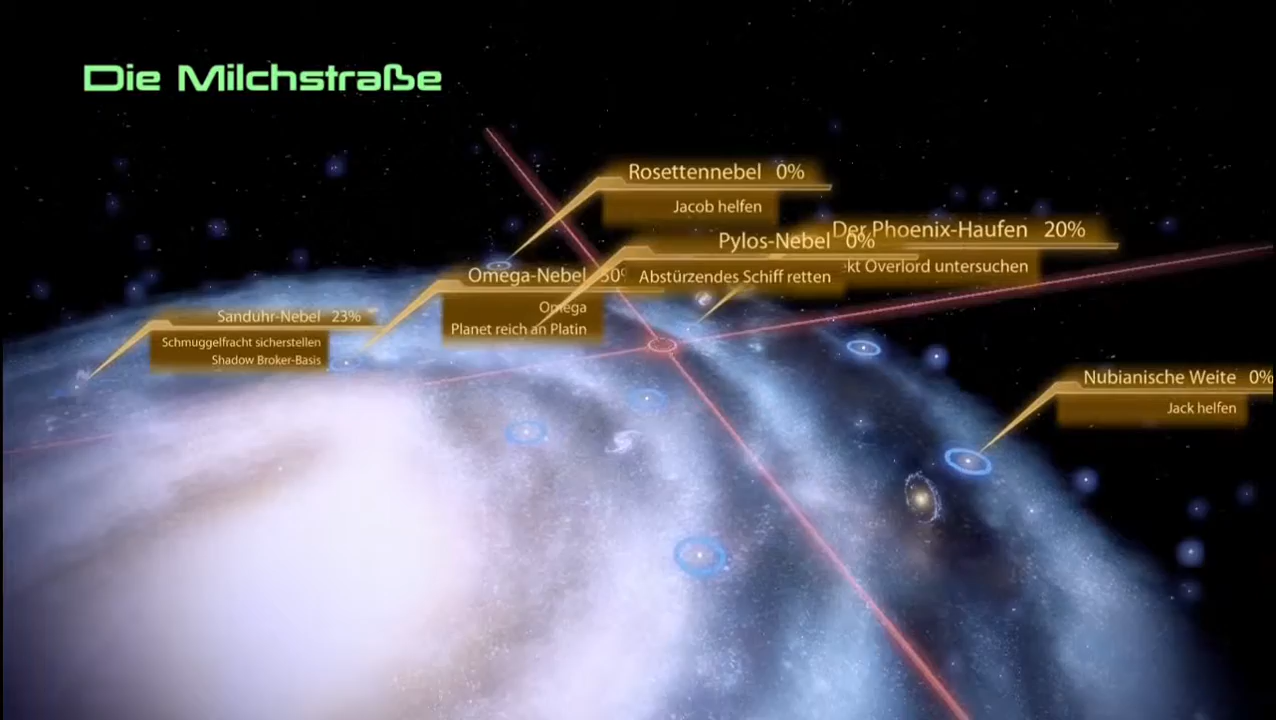 Die Milchstraße
Rosettennebel 0%
Jacob helfen
Der Phoenix-Haufen 20%
Overlord untersuchen
Pylos-Nebel 0%
Abstürzendes Schiff retten
Omega-Nebel
Omega
Planet reich an Platin
Sanduhr-Nebel 23%
Schmuggelfracht sicherstellen
Shadow Broker-Basis
Nubianische Weite 0%
Jack helfen